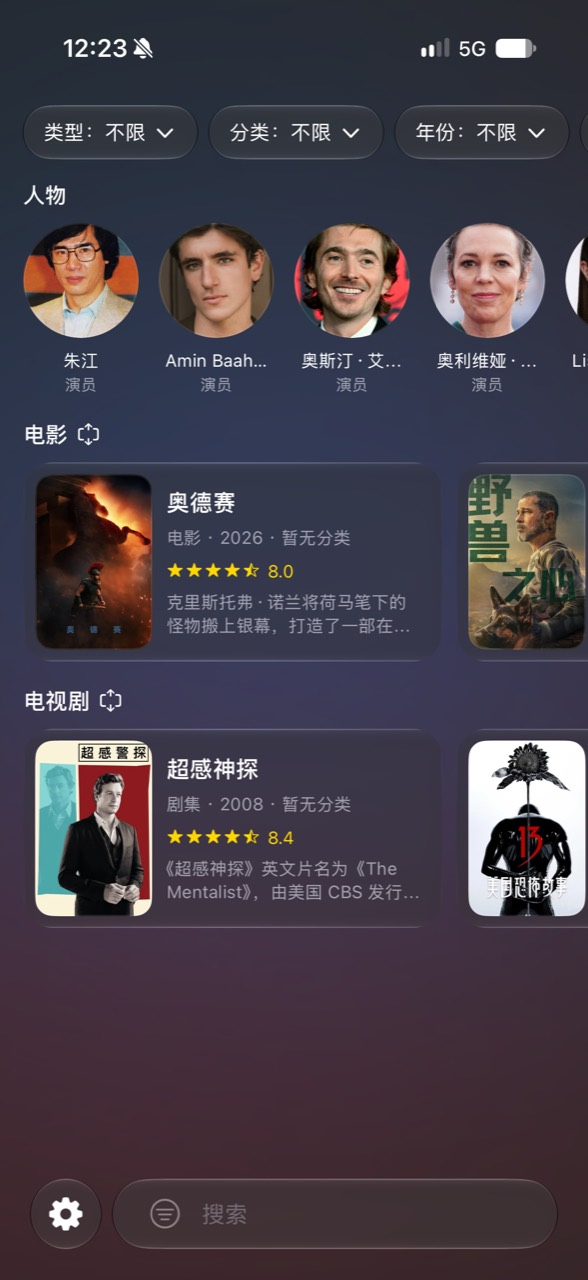 12:23
5G
类型：不限
分类：不限
年份：不限
人物
朱江
演员
Amin Baah...
演员
奥斯汀 · 艾...
演员
奥利维娅 · ...
演员
Li
电影
奥德赛
奥德赛
电影 · 2026 · 暂无分类
8.0
克里斯托弗 · 诺兰将荷马笔下的
怪物搬上银幕，打造了一部在...
野兽
之心
电视剧
超感警探
超感神探
剧集 · 2008 · 暂无分类
8.4
《超感神探》英文片名为《The
Mentalist》，由美国 CBS 发行...
13
美国恐怖故事
搜索